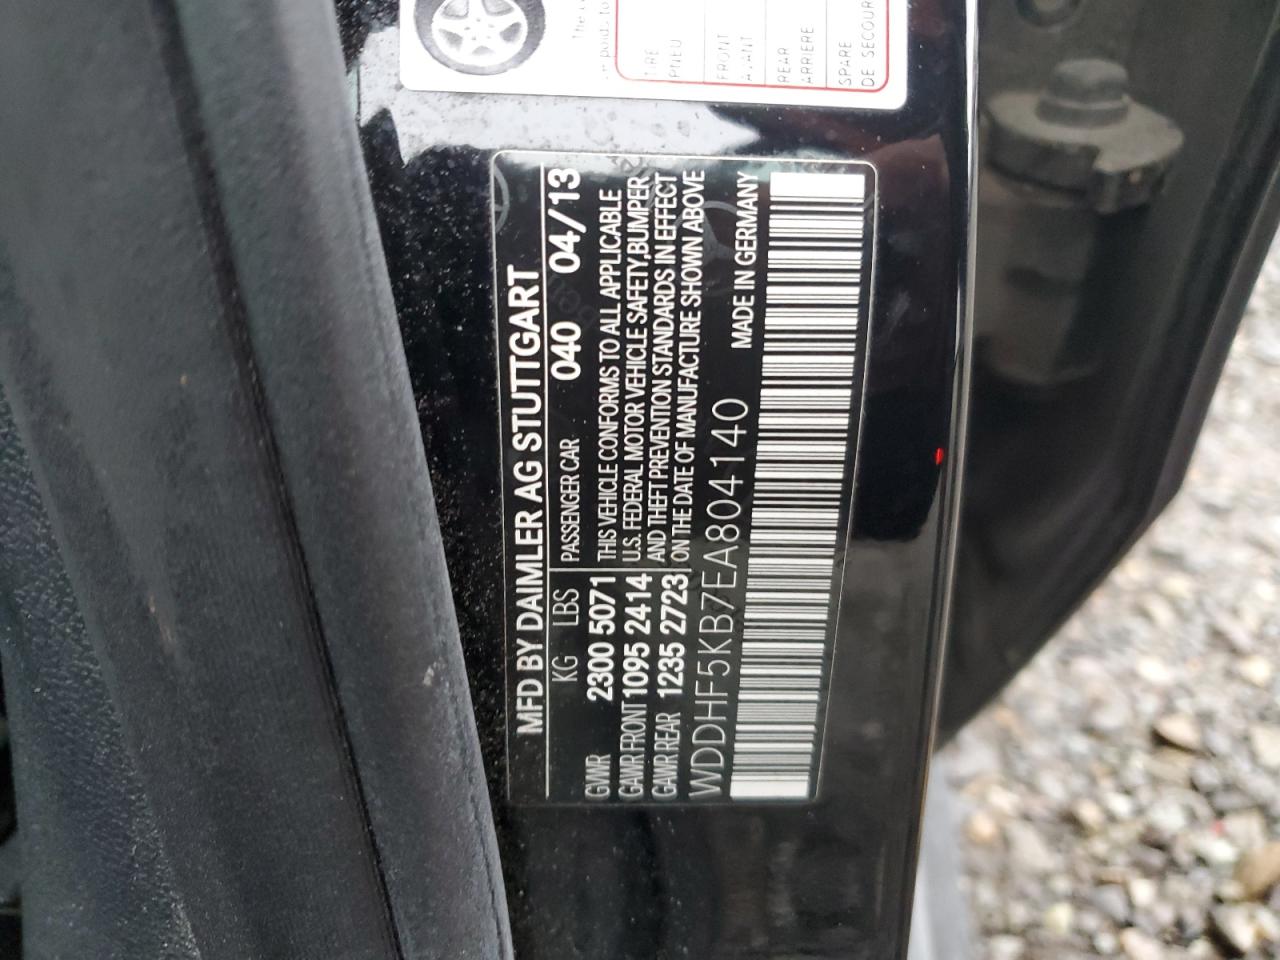 TIRE
PNEU
FRONT
AVANT
REAR
ARRIERE
SPARE
DE SECOUR
MFD BY DAIMLER AG STUTTGART
KG LBS PASSENGER CAR 040 04/13
GVWR 2300 5071
GAWR FRONT 1095 2414
GAWR REAR 1235 2723
THIS VEHICLE CONFORMS TO ALL APPLICABLE
U.S. FEDERAL MOTOR VEHICLE SAFETY,BUMPER
AND THEFT PREVENTION STANDARDS IN EFFECT
ON THE DATE OF MANUFACTURE SHOWN ABOVE
WDDHF5KB7EA804140 MADE IN GERMANY